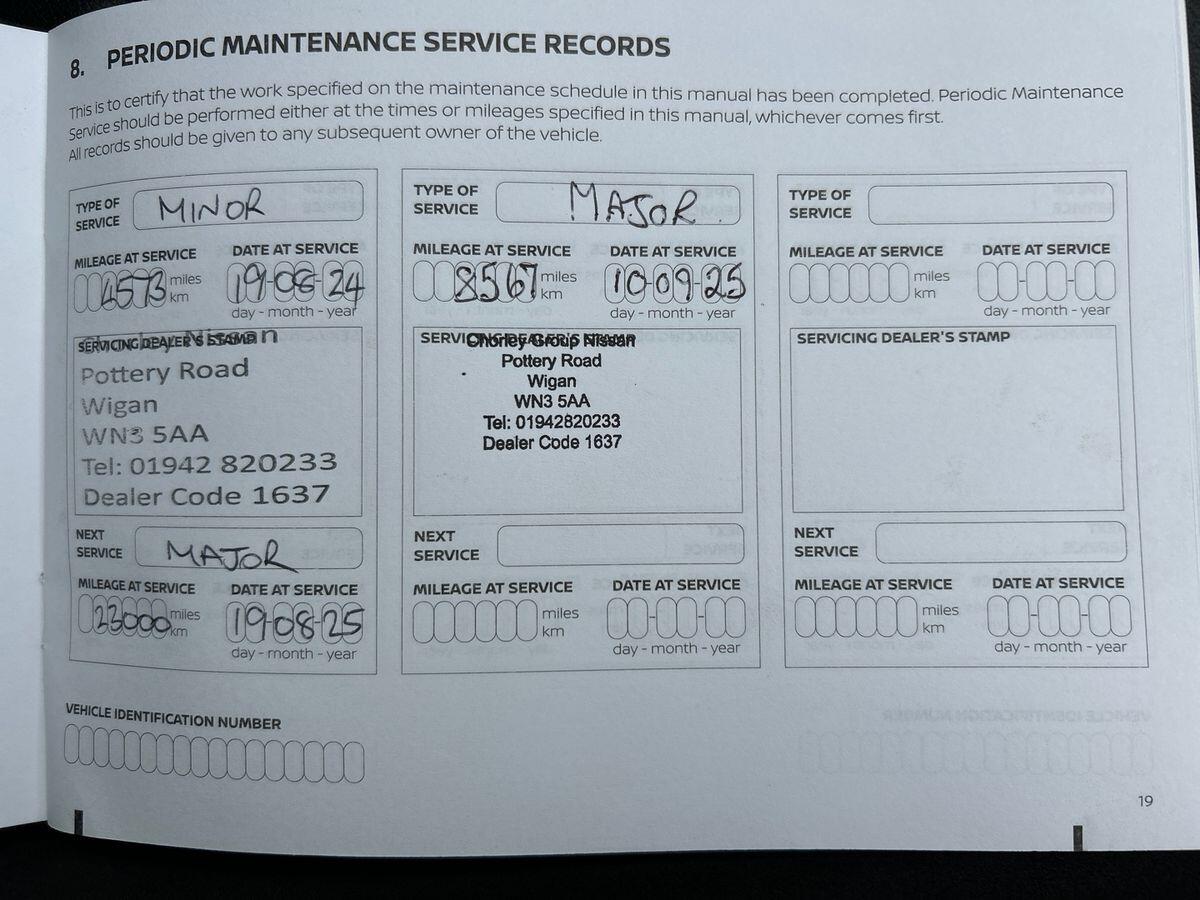 8. PERIODIC MAINTENANCE SERVICE RECORDS
This is to certify that the work specified on the maintenance schedule in this manual has been completed. Periodic Maintenance
Service should be performed either at the times or mileages specified in this manual, whichever comes first.
All records should be given to any subsequent owner of the vehicle.
TYPE OF
SERVICE
MINOR
MILEAGE AT SERVICE
DATE AT SERVICE
4573 miles
km
19-08-24
day - month - year
SERVICING DEALER'S STAMP
Nissan
Pottery Road
Wigan
WN3 5AA
Tel: 01942 820233
Dealer Code 1637
NEXT
SERVICE
MAJOR
MILEAGE AT SERVICE
DATE AT SERVICE
23000 miles
km
19-08-25
day - month - year
TYPE OF
SERVICE
MAJOR
MILEAGE AT SERVICE
DATE AT SERVICE
8567 miles
km
10-09-25
day - month - year
SERVICING DEALER'S STAMP
Chorley Group Nissan
Pottery Road
Wigan
WN3 5AA
Tel: 01942820233
Dealer Code 1637
NEXT
SERVICE
MILEAGE AT SERVICE
DATE AT SERVICE
miles
km
day - month - year
TYPE OF
SERVICE
MILEAGE AT SERVICE
DATE AT SERVICE
miles
km
day - month - year
SERVICING DEALER'S STAMP
NEXT
SERVICE
MILEAGE AT SERVICE
DATE AT SERVICE
miles
km
day - month - year
VEHICLE IDENTIFICATION NUMBER
19